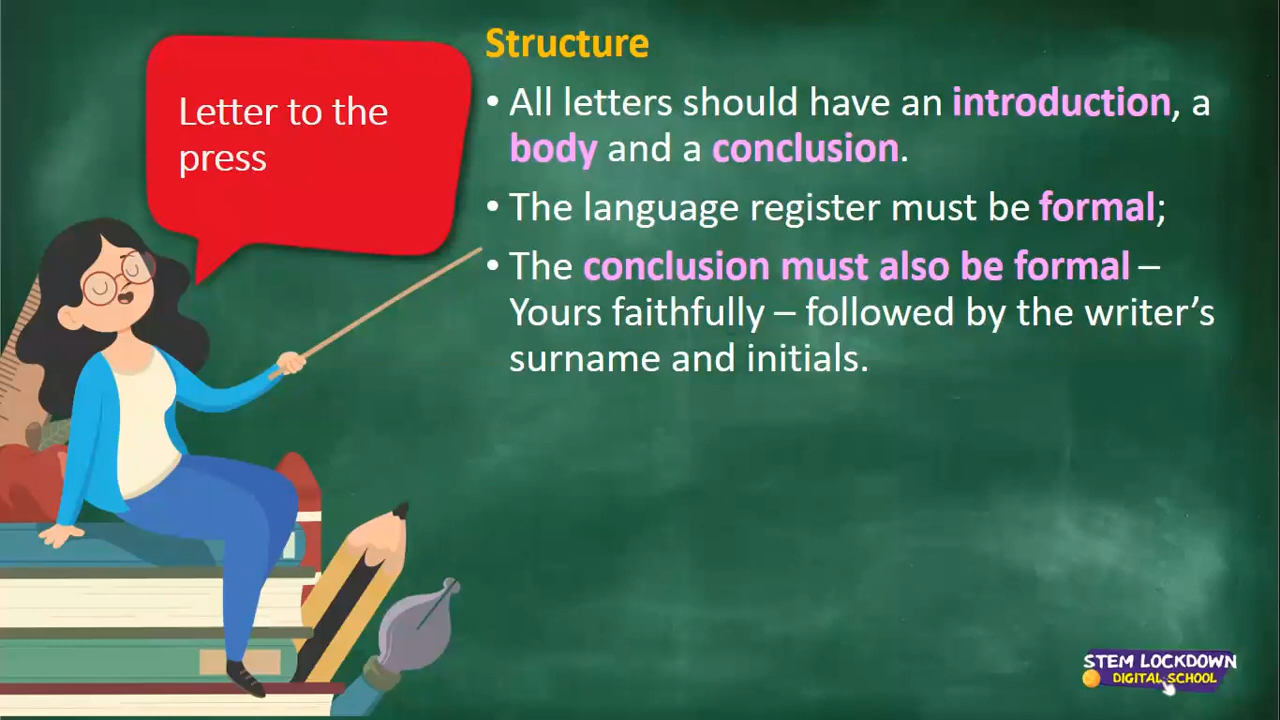 Letter to the
press
Structure
• All letters should have an introduction, a
body and a conclusion.
• The language register must be formal;
• The conclusion must also be formal –
Yours faithfully – followed by the writer’s
surname and initials.
STEM LOCKDOWN
DIGITAL SCHOOL